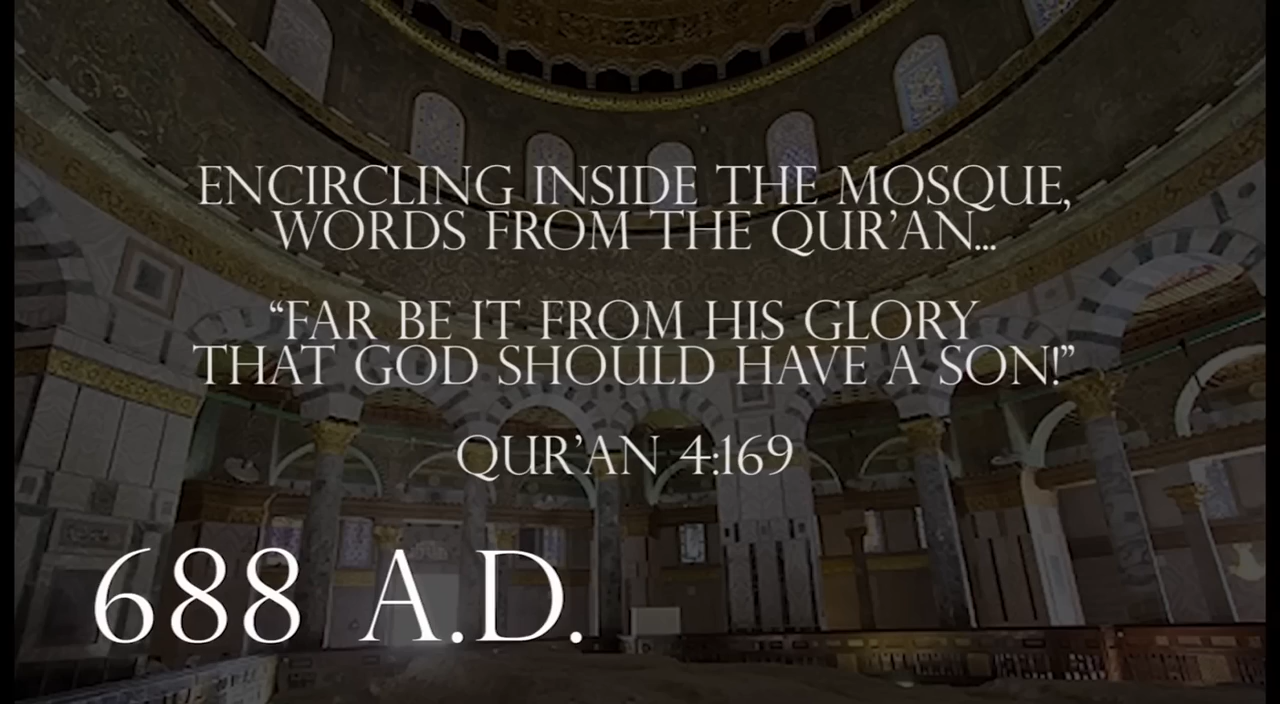 ENCIRCLING INSIDE THE MOSQUE,
WORDS FROM THE QUR'AN...
“FAR BE IT FROM HIS GLORY
THAT GOD SHOULD HAVE A SON!”
QUR'AN 4:169
688 A.D.